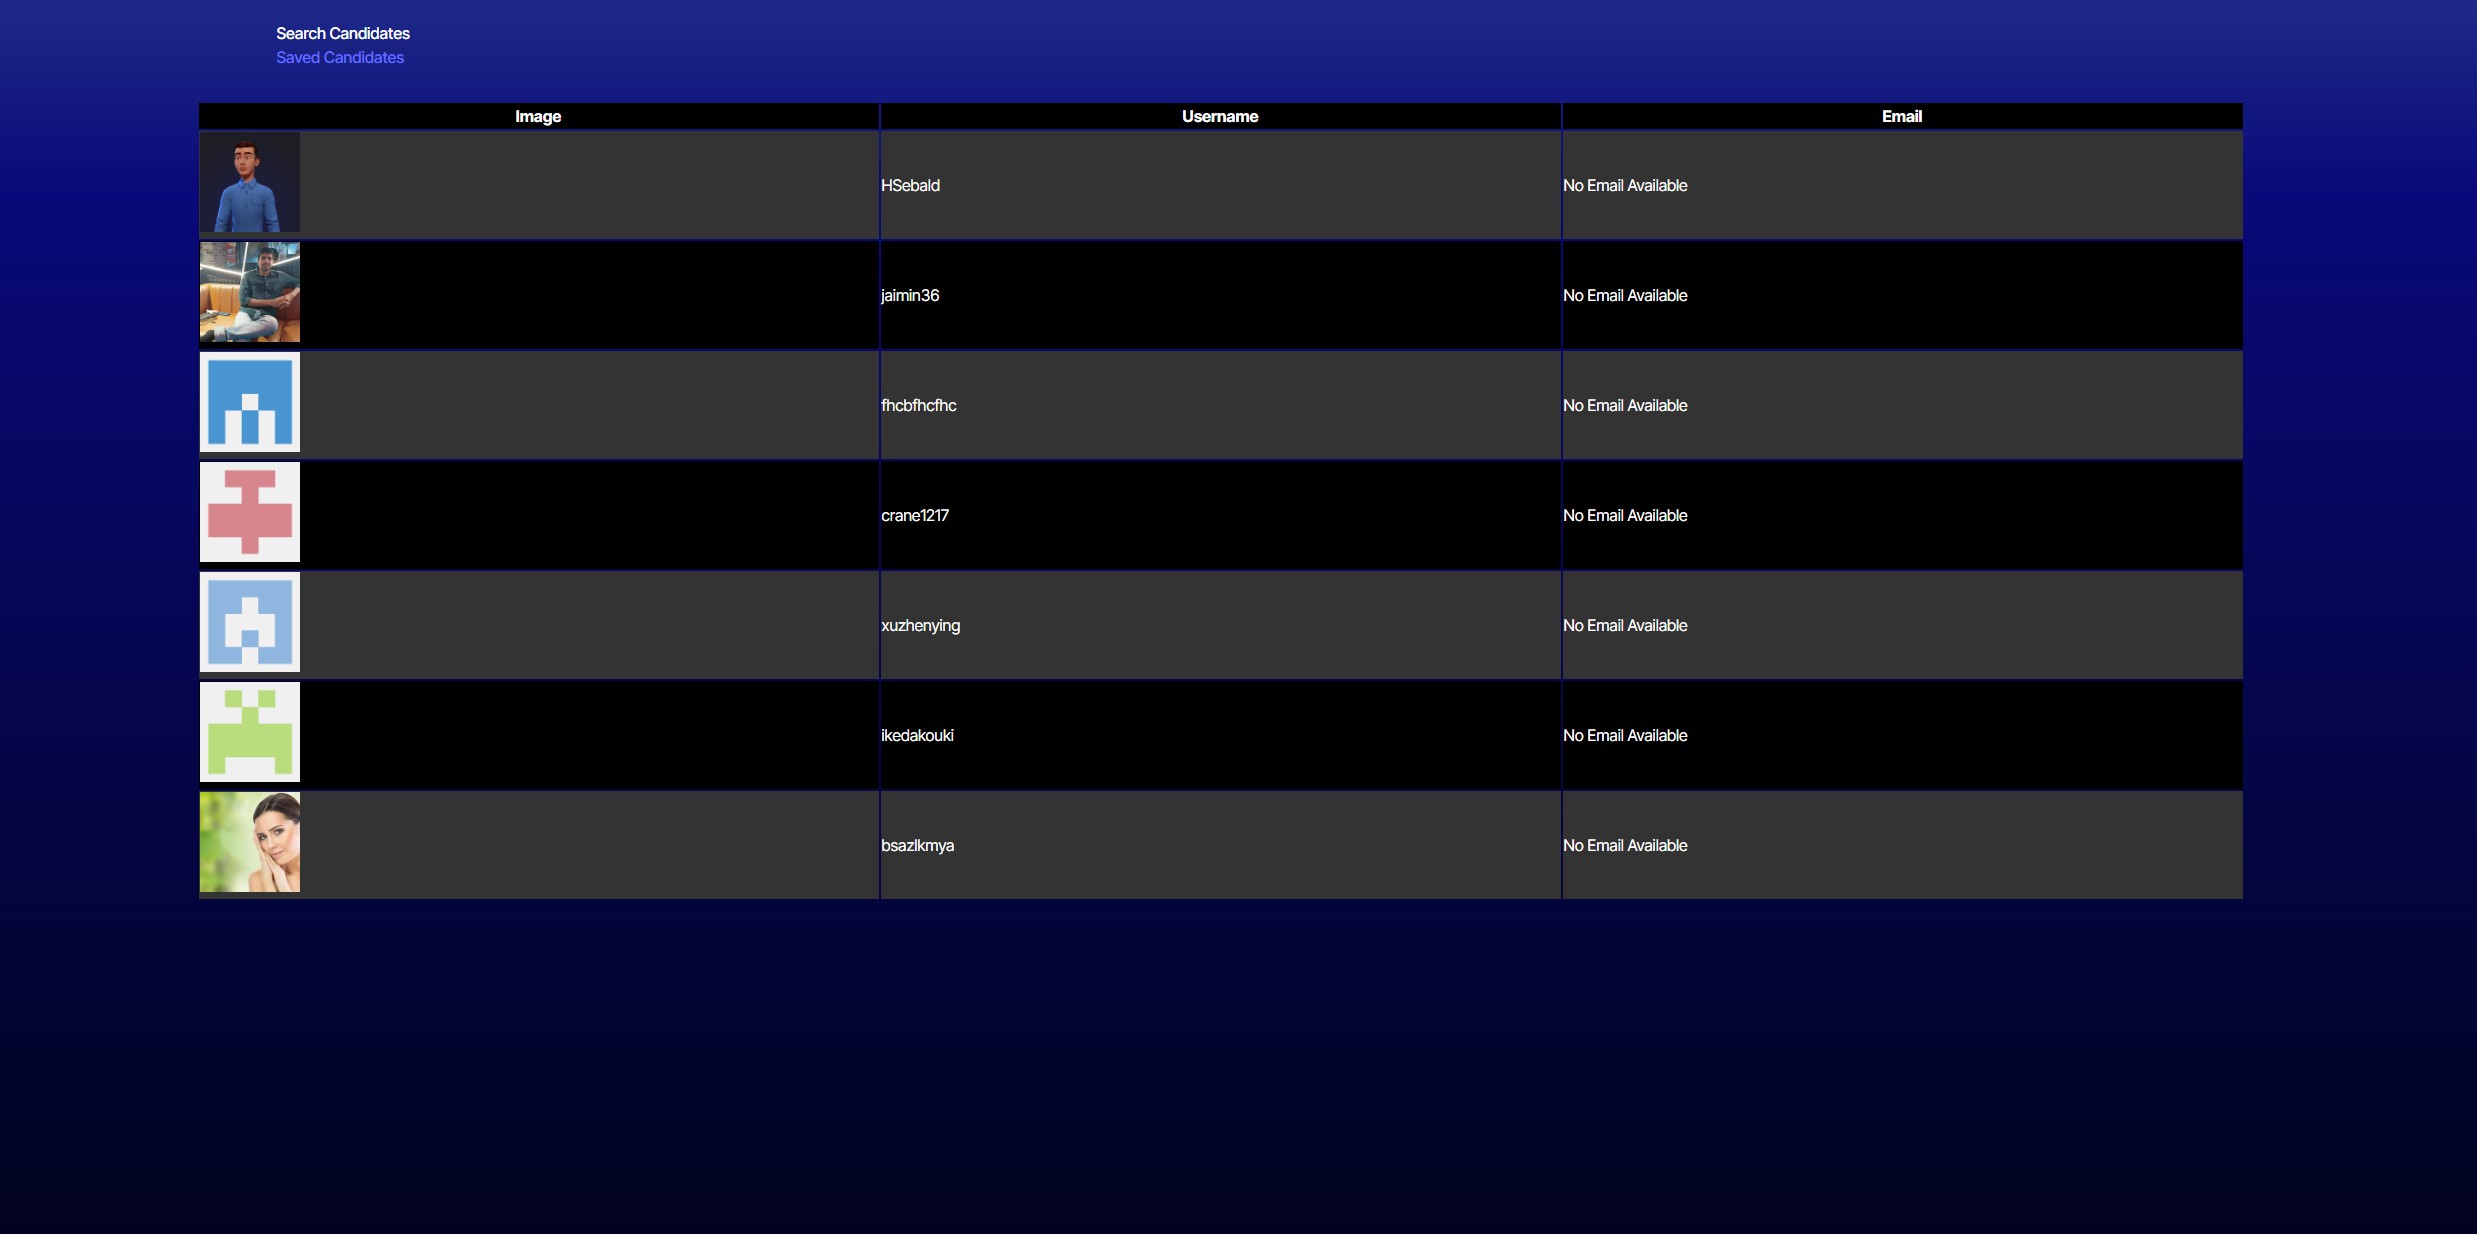 Search Candidates
Saved Candidates
Image Username Email
HSebald No Email Available
jaimin36 No Email Available
fhcbfhcfhc No Email Available
crane1217 No Email Available
xuzhenying No Email Available
ikedakouki No Email Available
bsazlkmya No Email Available